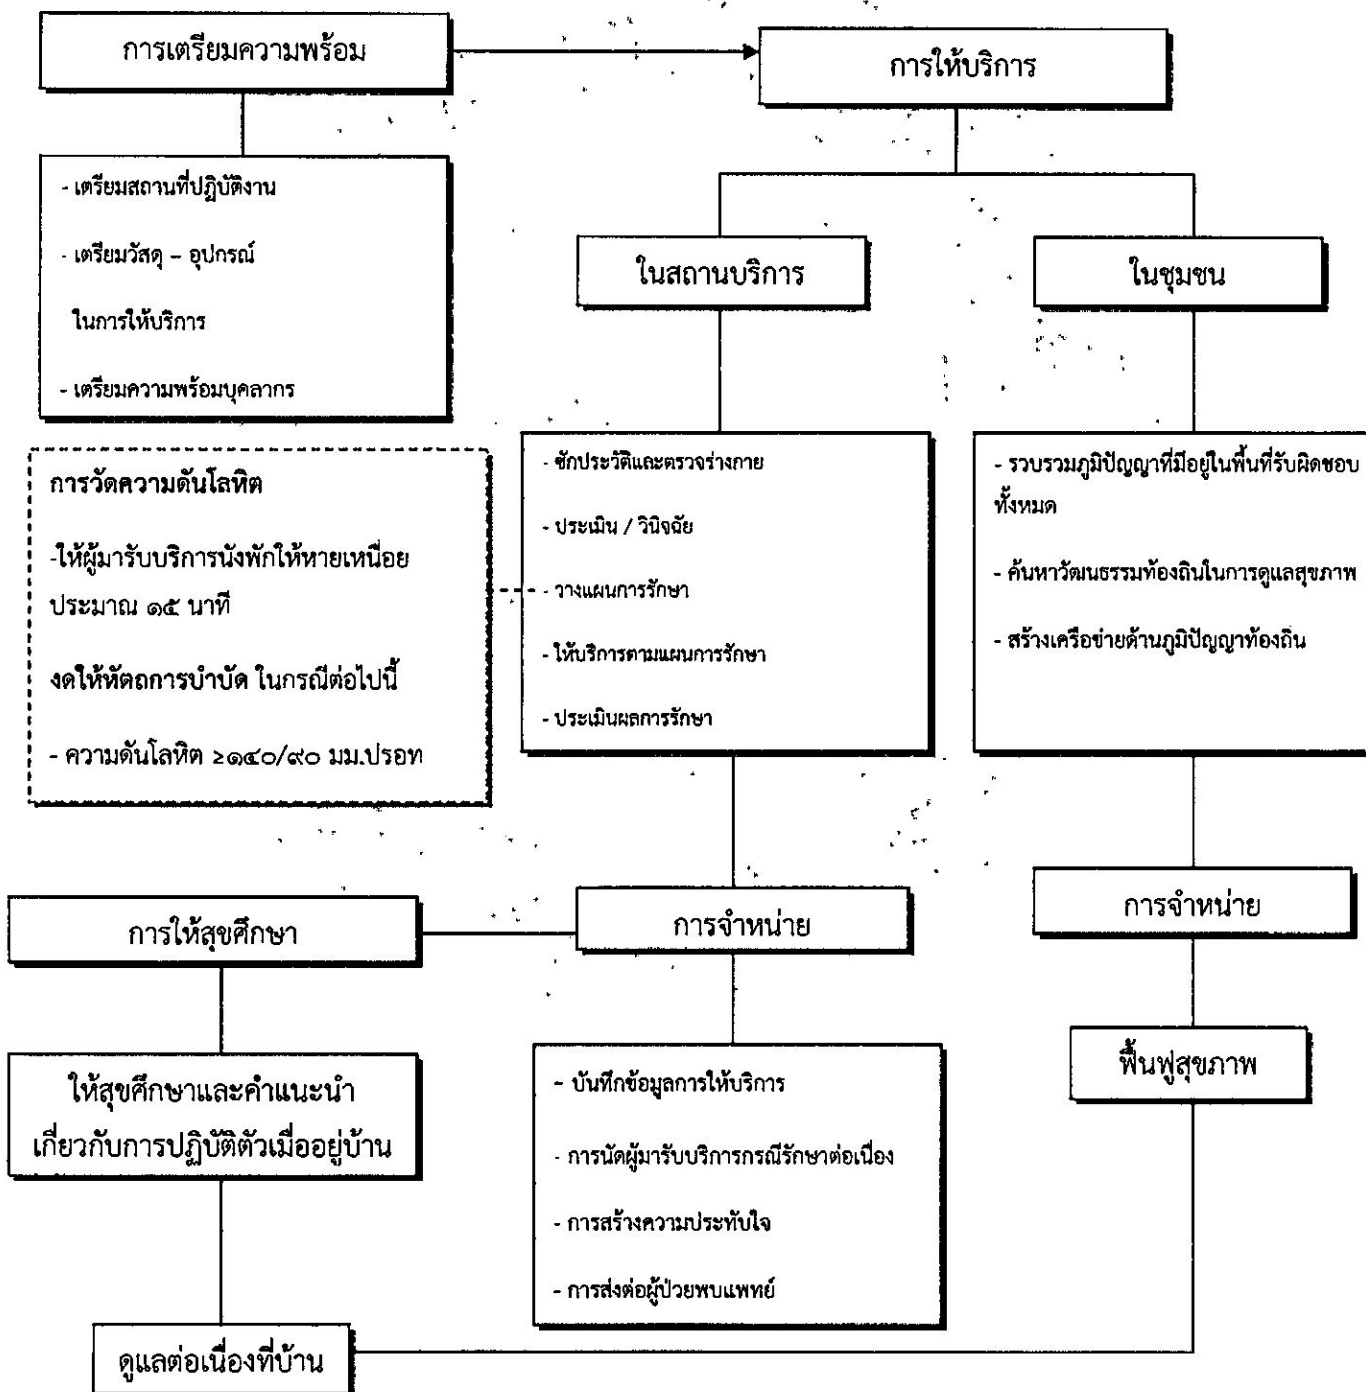 การเตรียมความพร้อม
การให้บริการ
- เตรียมสถานที่ปฏิบัติงาน
- เตรียมวัสดุ – อุปกรณ์
ในการให้บริการ
- เตรียมความพร้อมบุคลากร
ในสถานบริการ
ในชุมชน
การวัดความดันโลหิต
-ให้ผู้มารับบริการนั่งพักให้หายเหนื่อย
ประมาณ ๑๕ นาที
งดให้หัตถการบำบัด ในกรณีต่อไปนี้
- ความดันโลหิต ≥๑๔๐/๙๐ มม.ปรอท
- ซักประวัติและตรวจร่างกาย
- ประเมิน / วินิจฉัย
- วางแผนการรักษา
- ให้บริการตามแผนการรักษา
- ประเมินผลการรักษา
- รวบรวมภูมิปัญญาที่มีอยู่ในพื้นที่รับผิดชอบ
ทั้งหมด
- ค้นหาวัฒนธรรมท้องถิ่นในการดูแลสุขภาพ
- สร้างเครือข่ายด้านภูมิปัญญาท้องถิ่น
การให้สุขศึกษา
การจำหน่าย
การจำหน่าย
ให้สุขศึกษาและคำแนะนำ
เกี่ยวกับการปฏิบัติตัวเมื่ออยู่บ้าน
- บันทึกข้อมูลการให้บริการ
- การนัดผู้มารับบริการกรณีรักษาต่อเนื่อง
- การสร้างความประทับใจ
- การส่งต่อผู้ป่วยพบแพทย์
ฟื้นฟูสุขภาพ
ดูแลต่อเนื่องที่บ้าน